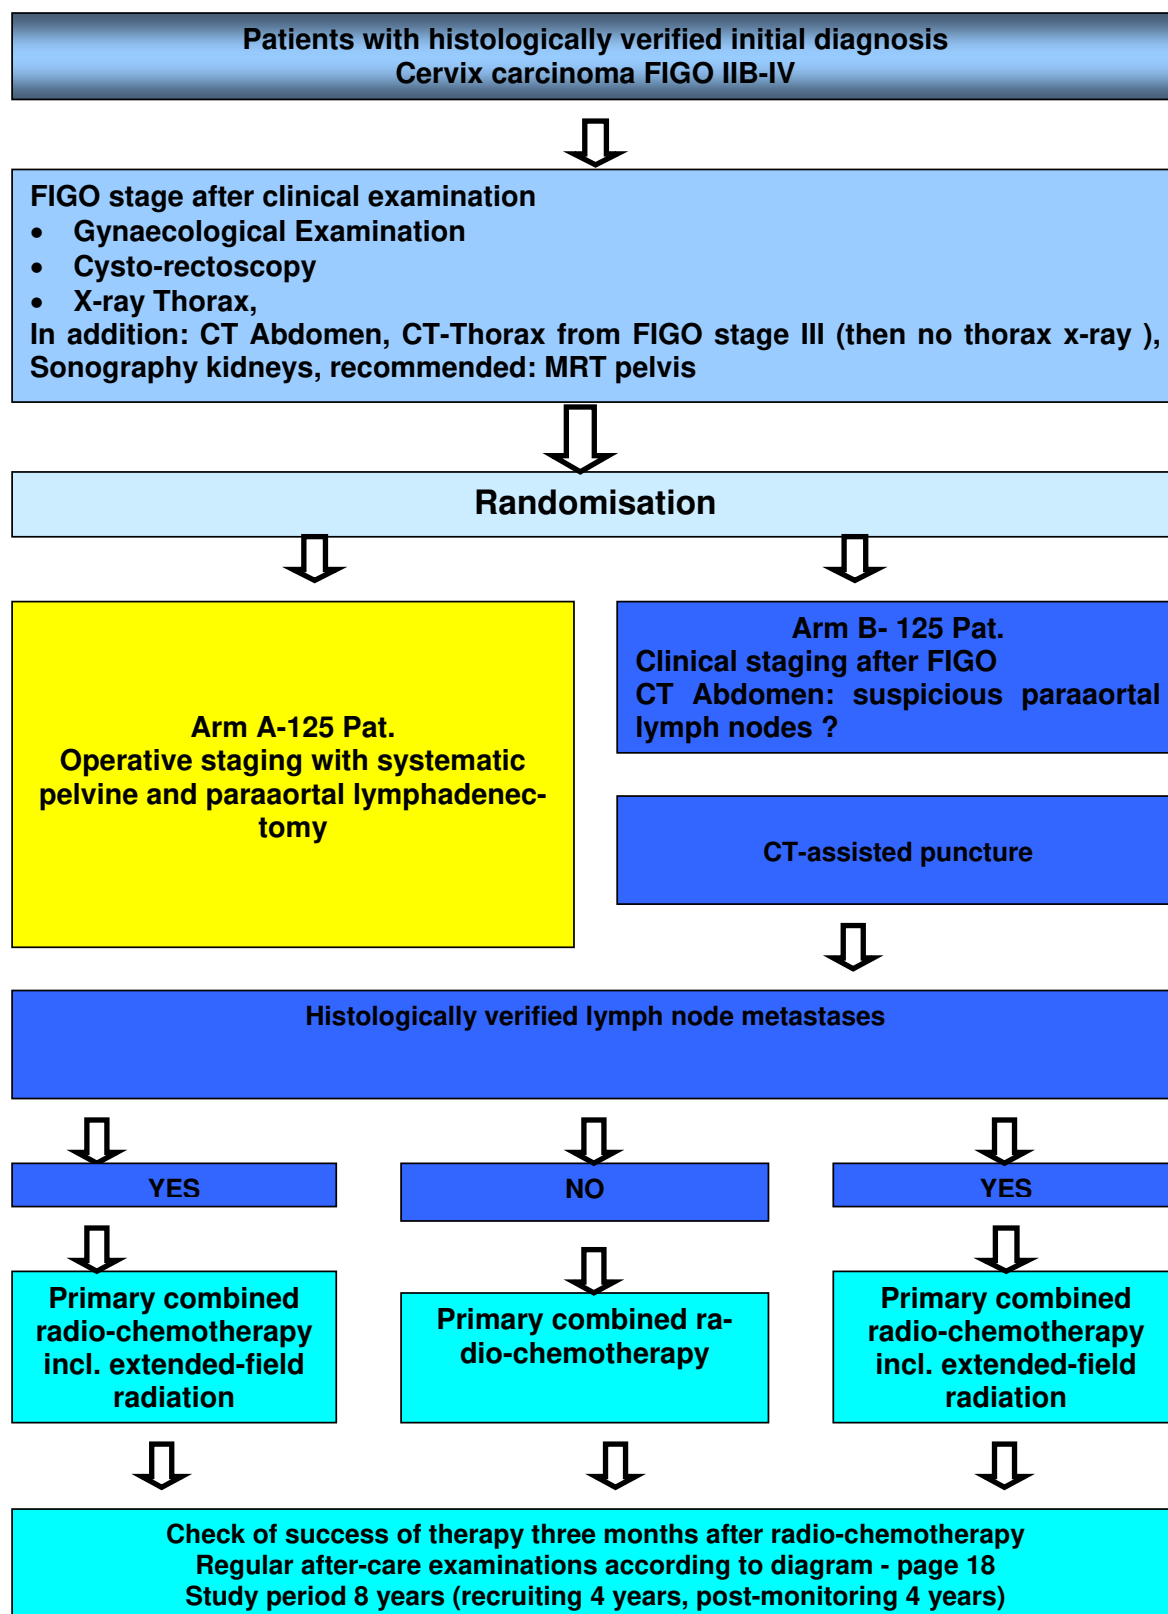 Patients with histologically verified initial diagnosis
Cervix carcinoma FIGO IIB-IV
FIGO stage after clinical examination
• Gynaecological Examination
• Cysto-rectoscopy
• X-ray Thorax,
In addition: CT Abdomen, CT-Thorax from FIGO stage III (then no thorax x-ray ),
Sonography kidneys, recommended: MRT pelvis
Randomisation
Arm A-125 Pat.
Operative staging with systematic
pelvine and paraaortal lymphadenec-
tomy
Arm B- 125 Pat.
Clinical staging after FIGO
CT Abdomen: suspicious paraaortal
lymph nodes ?
CT-assisted puncture
Histologically verified lymph node metastases
YES
NO
YES
Primary combined
radio-chemotherapy
incl. extended-field
radiation
Primary combined ra-
dio-chemotherapy
Primary combined
radio-chemotherapy
incl. extended-field
radiation
Check of success of therapy three months after radio-chemotherapy
Regular after-care examinations according to diagram - page 18
Study period 8 years (recruiting 4 years, post-monitoring 4 years)